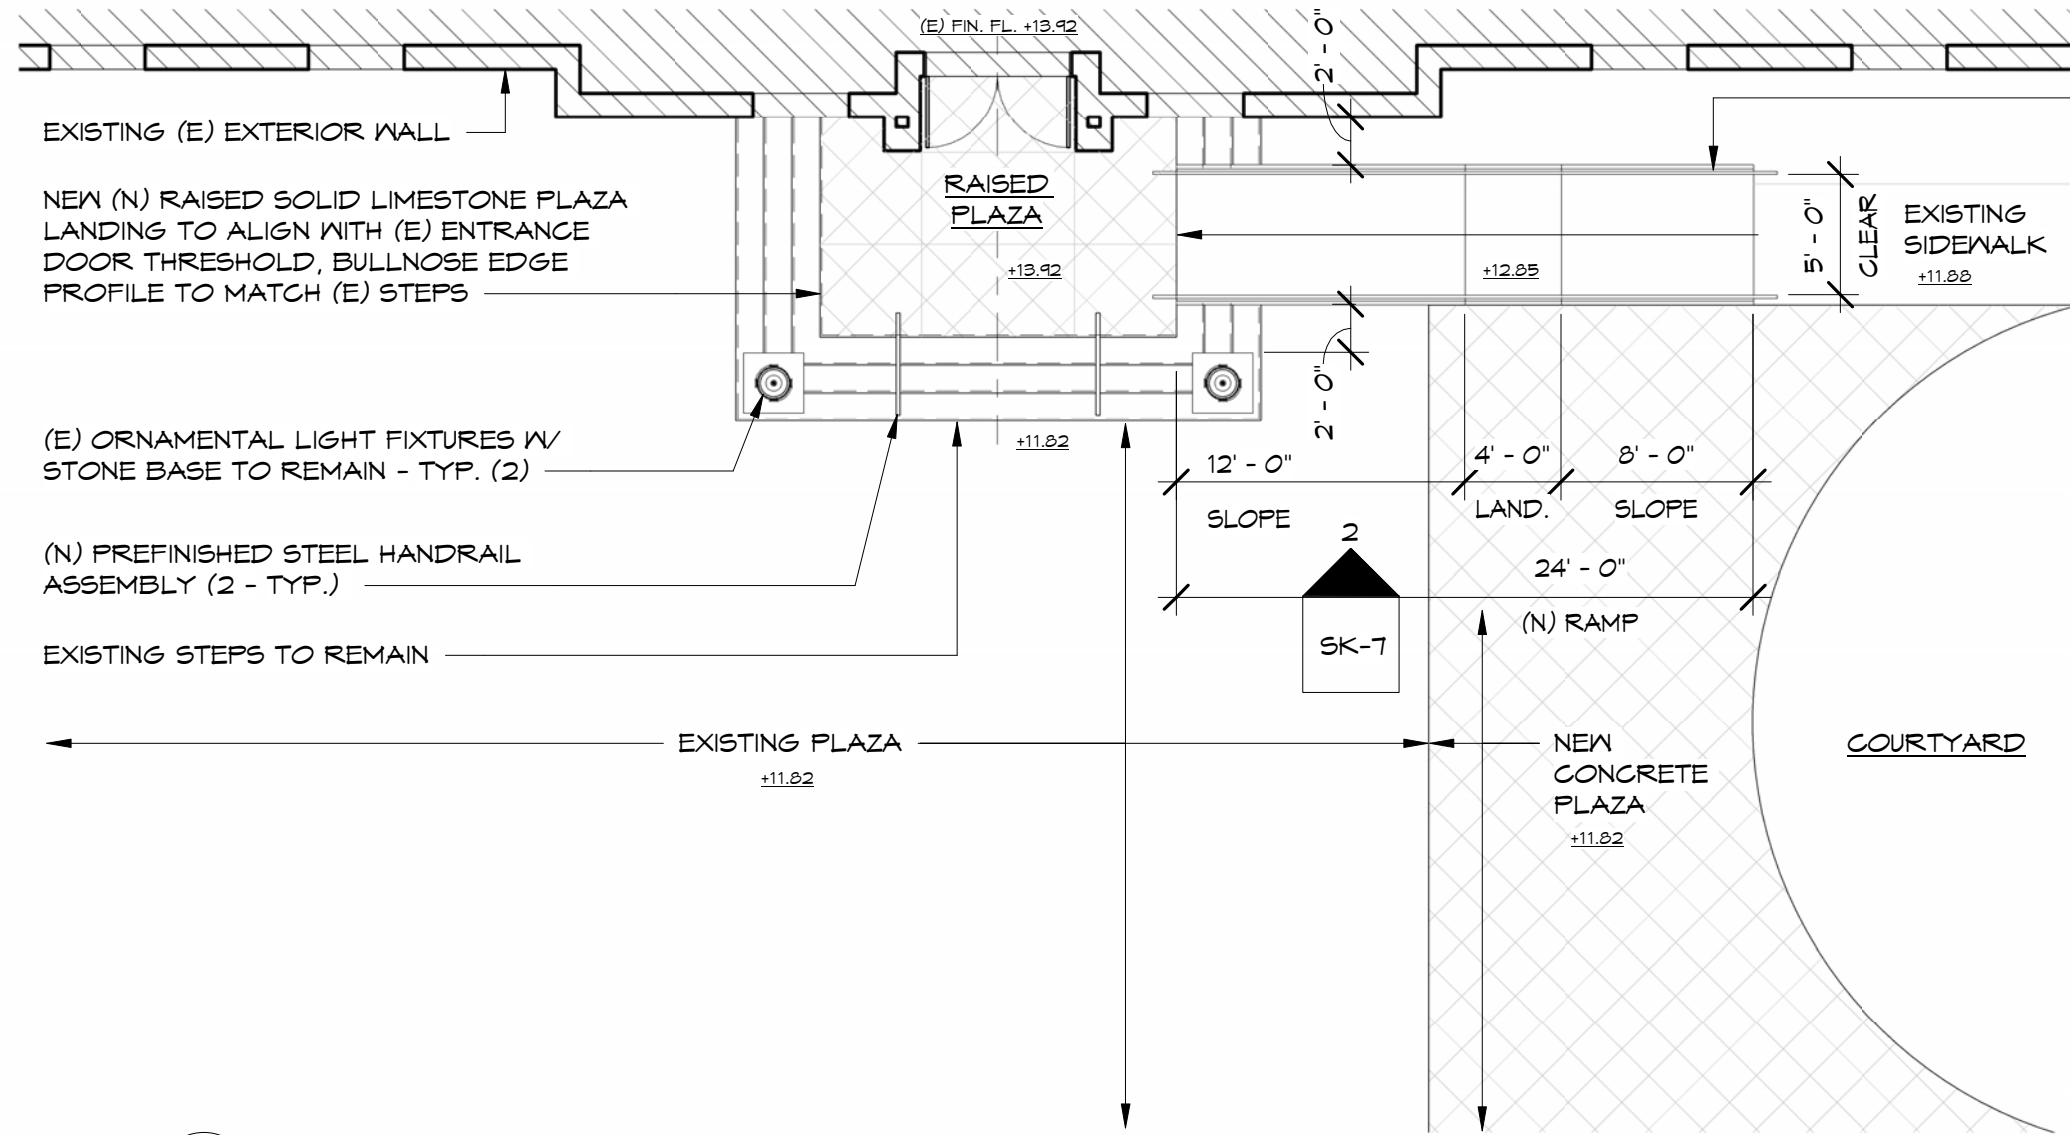 (E) FIN. FL. +13.92
2' - 0"
EXISTING (E) EXTERIOR WALL
NEW (N) RAISED SOLID LIMESTONE PLAZA
LANDING TO ALIGN WITH (E) ENTRANCE
DOOR THRESHOLD, BULLNOSE EDGE
PROFILE TO MATCH (E) STEPS
RAISED
PLAZA
+13.92
+12.85
5' - 0"
CLEAR
EXISTING
SIDEWALK
+11.88
2' - 0"
(E) ORNAMENTAL LIGHT FIXTURES W/
STONE BASE TO REMAIN - TYP. (2)
+11.82
12' - 0"
4' - 0"
8' - 0"
SLOPE
LAND.
SLOPE
(N) PREFINISHED STEEL HANDRAIL
ASSEMBLY (2 - TYP.)
2
SK-7
24' - 0"
(N) RAMP
EXISTING STEPS TO REMAIN
EXISTING PLAZA
+11.82
NEW
CONCRETE
PLAZA
+11.82
COURTYARD